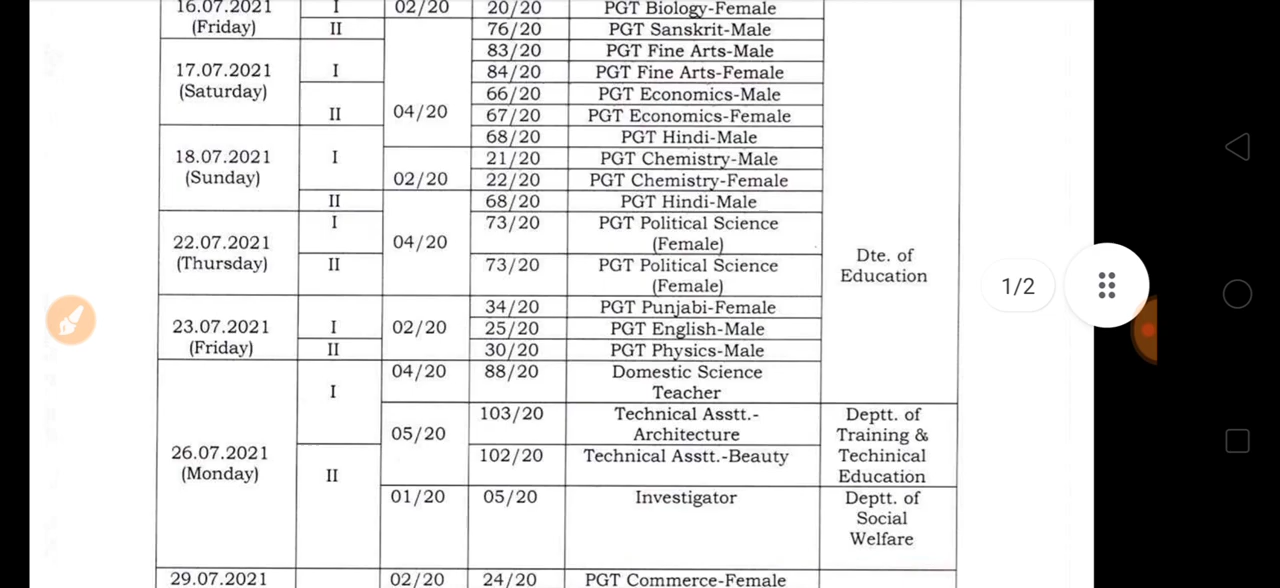 16.07.2021 I 02/20 20/20 PGT Biology-Female
(Friday) II 76/20 PGT Sanskrit-Male
83/20 PGT Fine Arts-Male
17.07.2021 I 84/20 PGT Fine Arts-Female
(Saturday) 66/20 PGT Economics-Male
II 04/20 67/20 PGT Economics-Female
68/20 PGT Hindi-Male
18.07.2021 I 21/20 PGT Chemistry-Male
(Sunday) 02/20 22/20 PGT Chemistry-Female
II 68/20 PGT Hindi-Male
22.07.2021 I 04/20 73/20 PGT Political Science
(Thursday) (Female)
II 73/20 PGT Political Science
(Female)
Dte. of
Education
34/20 PGT Punjabi-Female
23.07.2021 I 02/20 25/20 PGT English-Male
(Friday) II 30/20 PGT Physics-Male
I 04/20 88/20 Domestic Science
Teacher
26.07.2021 05/20 103/20 Technical Asstt.-
(Monday) Architecture
II 102/20 Technical Asstt.-Beauty
Deptt. of
Training &
Techinical
Education
01/20 05/20 Investigator Deptt. of
Social
Welfare
29.07.2021 02/20 24/20 PGT Commerce-Female
1/2